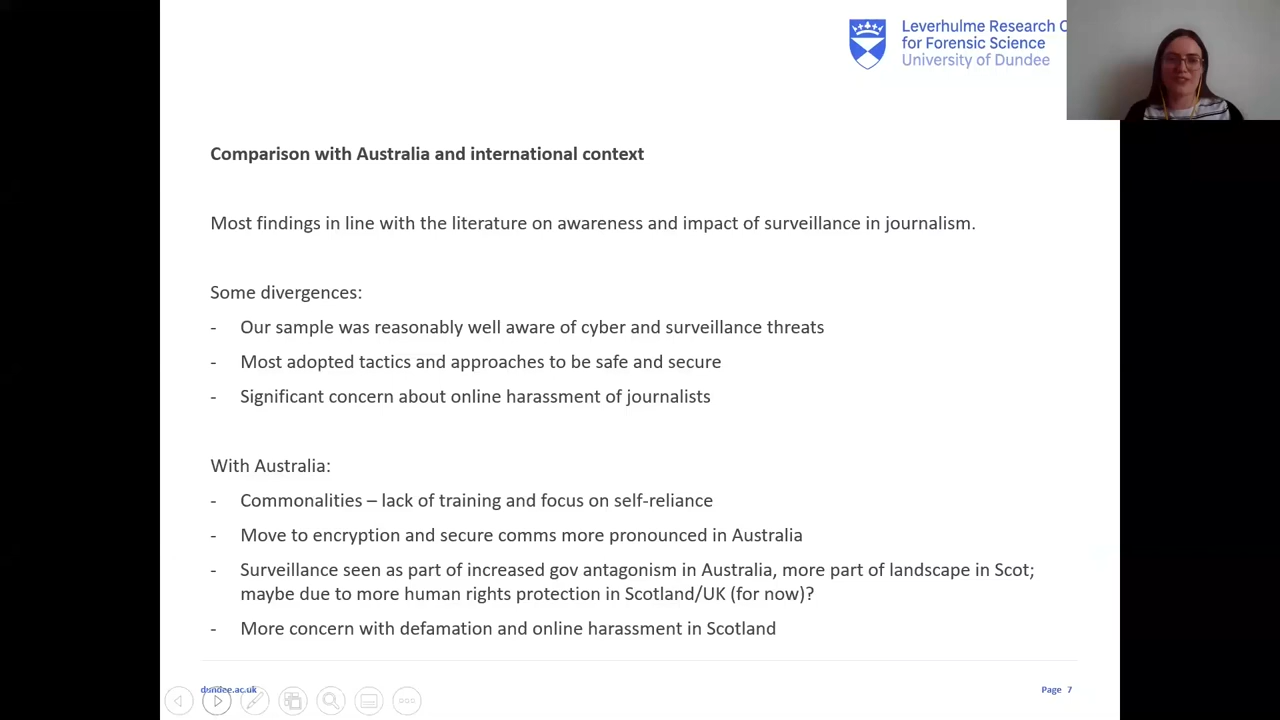 Leverhulme Research C
for Forensic Science
University of Dundee
Comparison with Australia and international context
Most findings in line with the literature on awareness and impact of surveillance in journalism.
Some divergences:
- Our sample was reasonably well aware of cyber and surveillance threats
- Most adopted tactics and approaches to be safe and secure
- Significant concern about online harassment of journalists
With Australia:
- Commonalities – lack of training and focus on self-reliance
- Move to encryption and secure comms more pronounced in Australia
- Surveillance seen as part of increased gov antagonism in Australia, more part of landscape in Scot;
maybe due to more human rights protection in Scotland/UK (for now)?
- More concern with defamation and online harassment in Scotland
dundee.ac.uk
Page 7